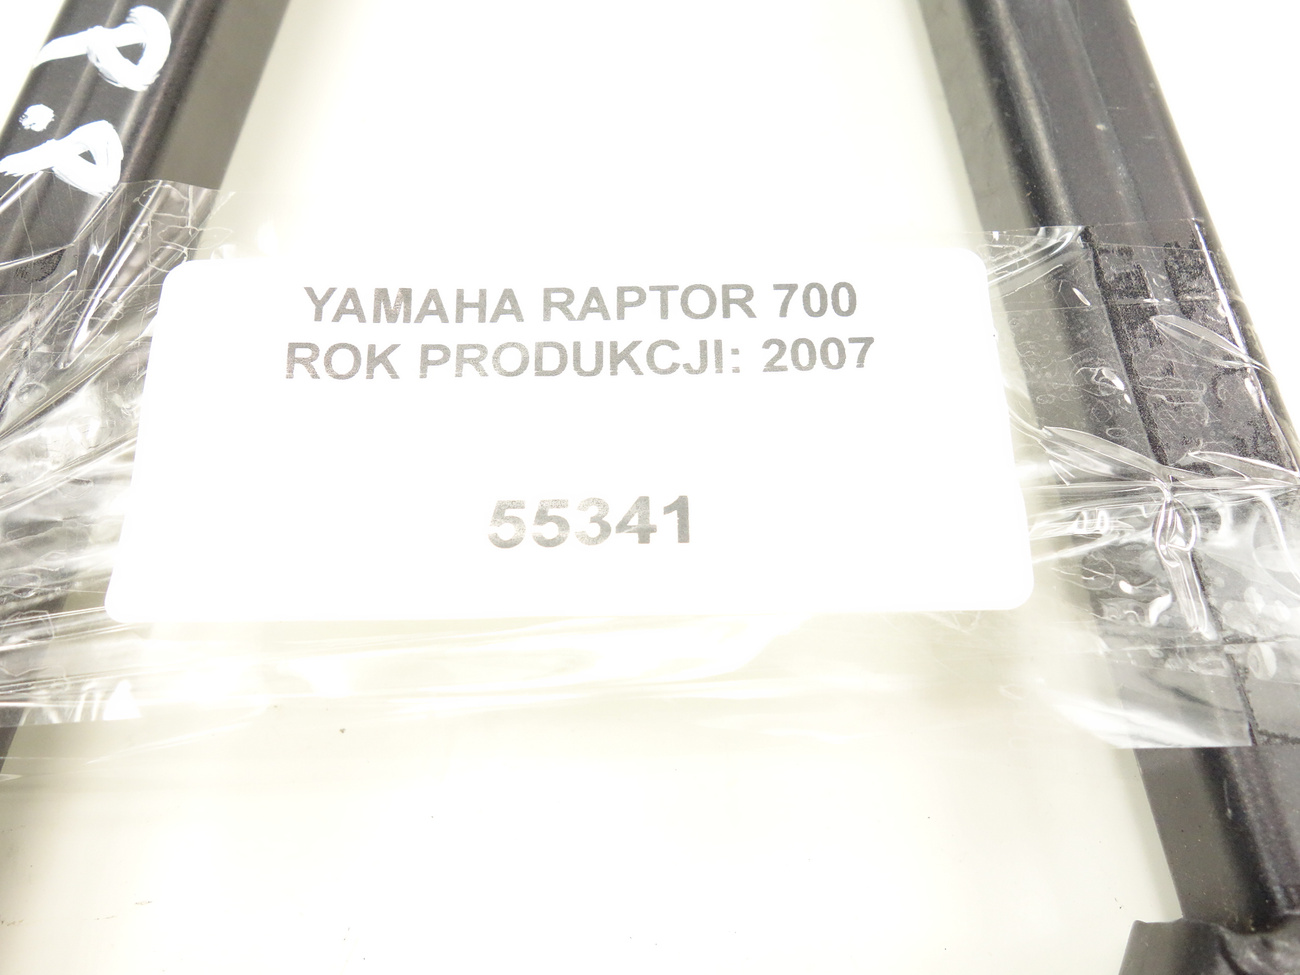 P.P
YAMAHA RAPTOR 700
ROK PRODUKCJI: 2007
55341